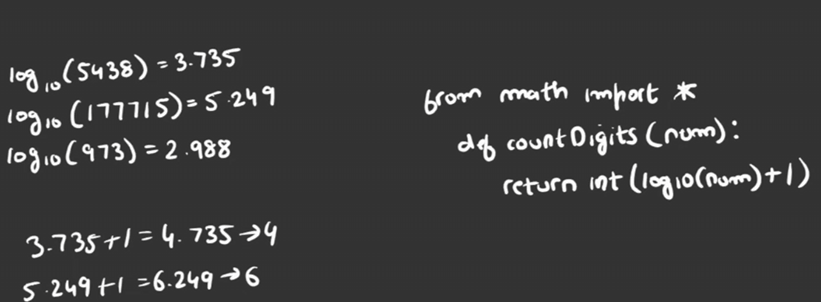 log10(5438) = 3.735
log10(177715) = 5.249
log10(973) = 2.988
3.735+1 = 4.735→4
5.249+1 = 6.249→6
from math import *
def countDigits(num):
return int(log10(num)+1)